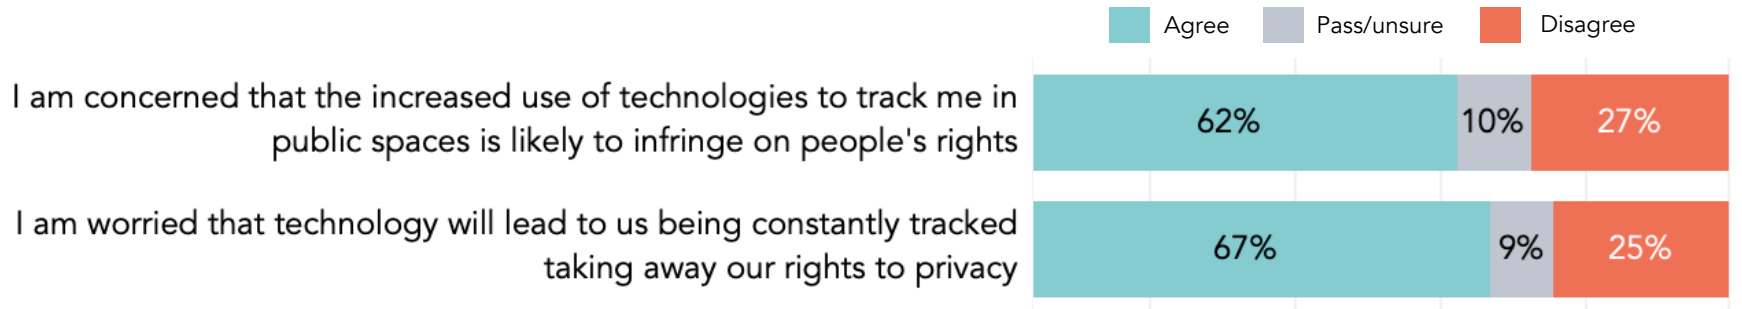 Agree Pass/unsure Disagree
I am concerned that the increased use of technologies to track me in
public spaces is likely to infringe on people's rights
62% 10% 27%
I am worried that technology will lead to us being constantly tracked
taking away our rights to privacy
67% 9% 25%